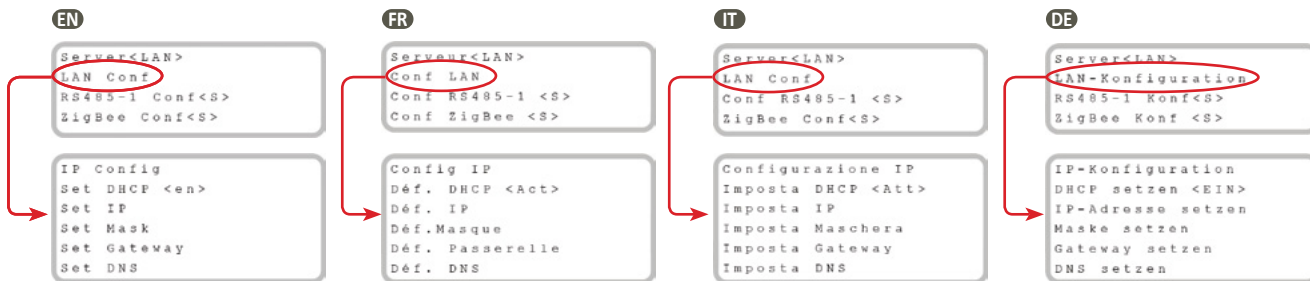 EN
Server<LAN>
LAN Conf
RS485-1 Conf<S>
ZigBee Conf<S>
IP Config
Set DHCP <en>
Set IP
Set Mask
Set Gateway
Set DNS
FR
Serveur<LAN>
Conf LAN
Conf RS485-1 <S>
Conf ZigBee <S>
Config IP
Déf. DHCP <Act>
Déf. IP
Déf.Masque
Déf. Passerelle
Déf. DNS
IT
Server<LAN>
LAN Conf
Conf RS485-1 <S>
ZigBee Conf<S>
Configurazione IP
Imposta DHCP <Att>
Imposta IP
Imposta Maschera
Imposta Gateway
Imposta DNS
DE
Server<LAN>
LAN-Konfiguration
RS485-1 Konf<S>
ZigBee Konf <S>
IP-Konfiguration
DHCP setzen <EIN>
IP-Adresse setzen
Maske setzen
Gateway setzen
DNS setzen